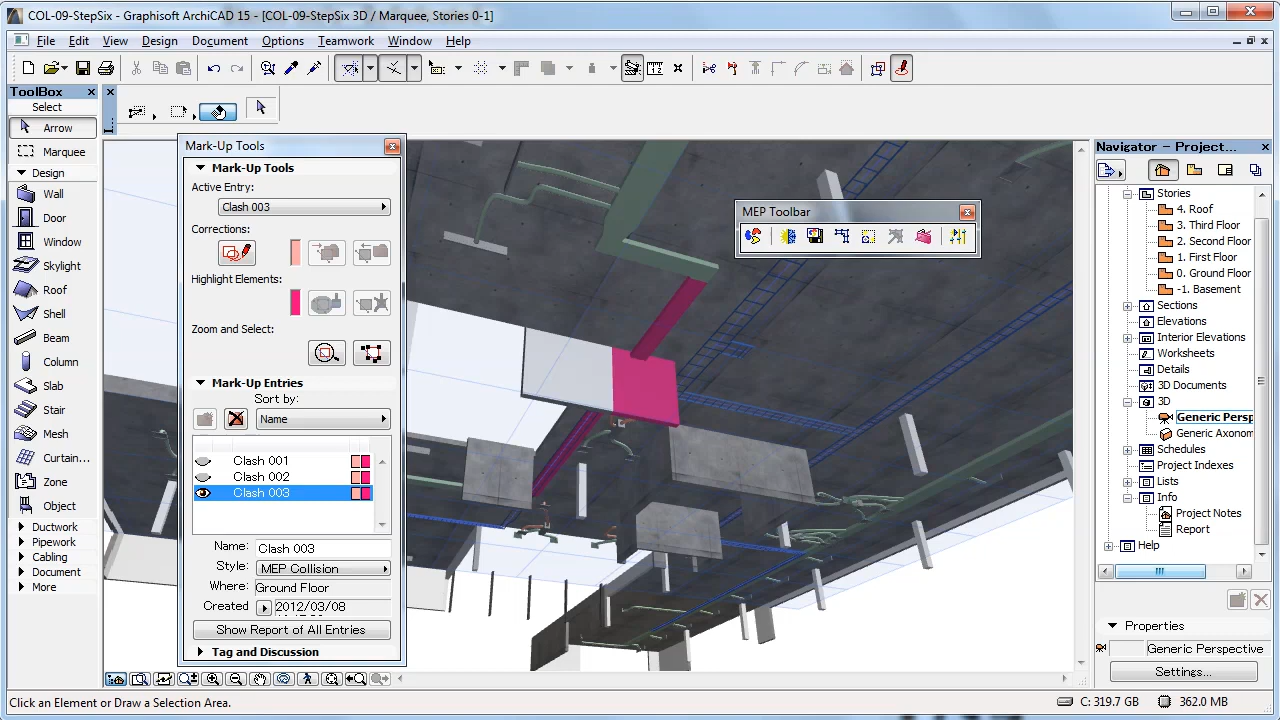 COL-09-StepSix - Graphisoft ArchiCAD 15 - [COL-09-StepSix 3D / Marquee, Stories 0-1]
File Edit View Design Document Options Teamwork Window Help
ToolBox
Select
Arrow
Marquee
Design
Wall
Door
Window
Skylight
Roof
Shell
Beam
Column
Slab
Stair
Mesh
Curtain...
Zone
Object
Ductwork
Pipework
Cabling
Document
More
Mark-Up Tools
Mark-Up Tools
Active Entry:
Clash 003
Corrections:
Highlight Elements:
Zoom and Select:
Mark-Up Entries
Sort by:
Name
Clash 001
Clash 002
Clash 003
Name: Clash 003
Style: MEP Collision
Where: Ground Floor
Created 2012/03/08
Show Report of All Entries
Tag and Discussion
MEP Toolbar
Navigator - Project...
Stories
4. Roof
3. Third Floor
2. Second Floor
1. First Floor
0. Ground Floor
-1. Basement
Sections
Elevations
Interior Elevations
Worksheets
Details
3D Documents
3D
Generic Persp
Generic Axonom
Schedules
Project Indexes
Lists
Info
Project Notes
Report
Help
Properties
Generic Perspective
Settings...
Click an Element or Draw a Selection Area.
C: 319.7 GB
362.0 MB